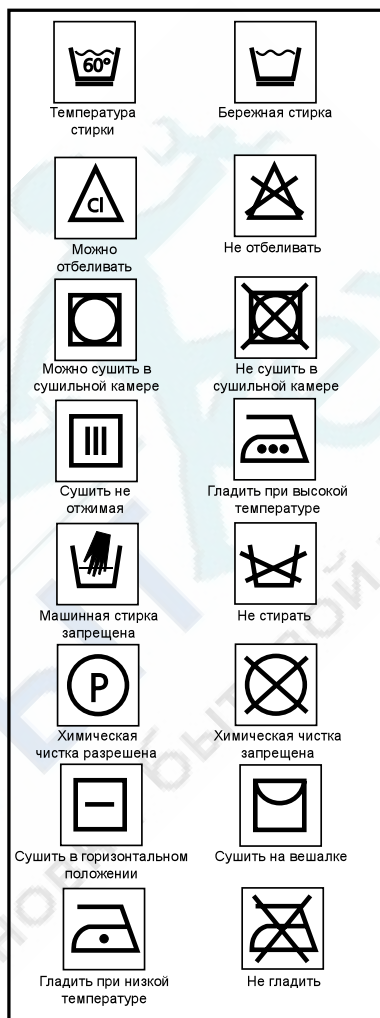 60°
Температура
стирки
Бережная стирка
Cl
Можно
отбеливать
Не отбеливать
Можно сушить в
сушильной камере
Не сушить в
сушильной камере
Сушить не
отжимая
Гладить при высокой
температуре
Машинная стирка
запрещена
Не стирать
P
Химическая
чистка разрешена
Химическая чистка
запрещена
Сушить в горизонтальном
положении
Сушить на вешалке
Гладить при низкой
температуре
Не гладить